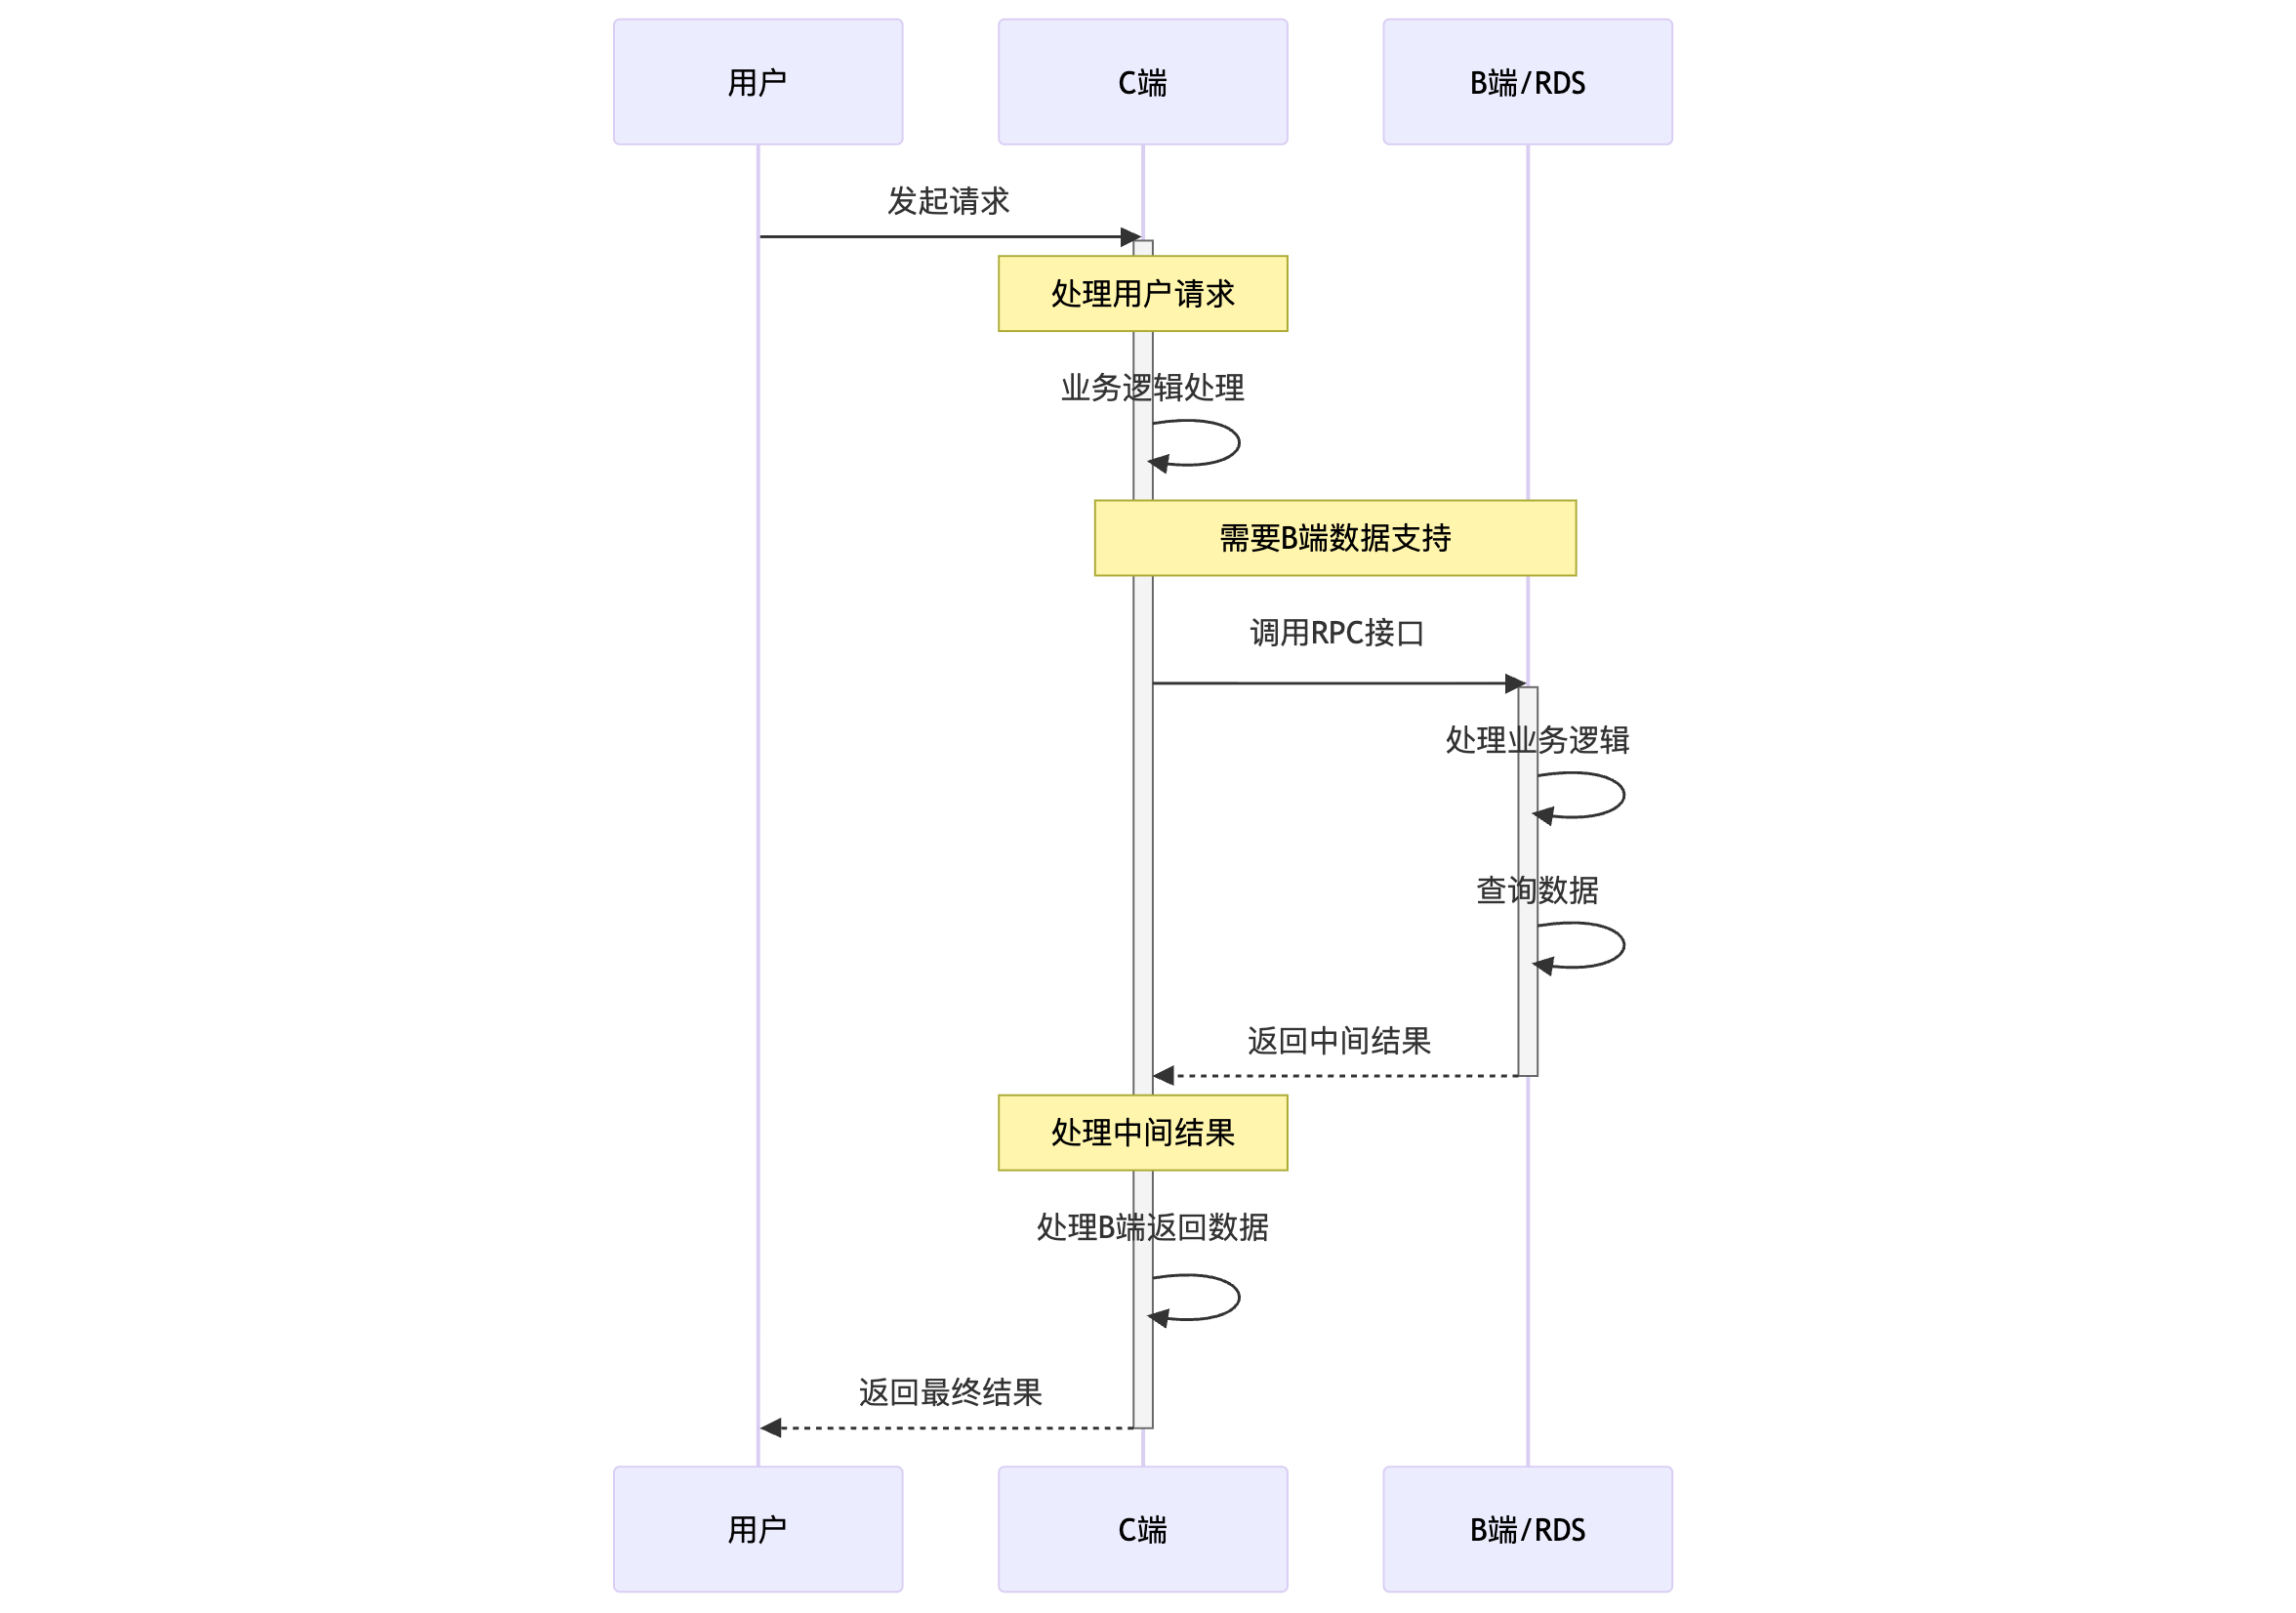 用户
C端
B端/RDS
发起请求
处理用户请求
业务逻辑处理
需要B端数据支持
调用RPC接口
处理业务逻辑
查询数据
返回中间结果
处理中间结果
处理B端返回数据
返回最终结果
用户
C端
B端/RDS